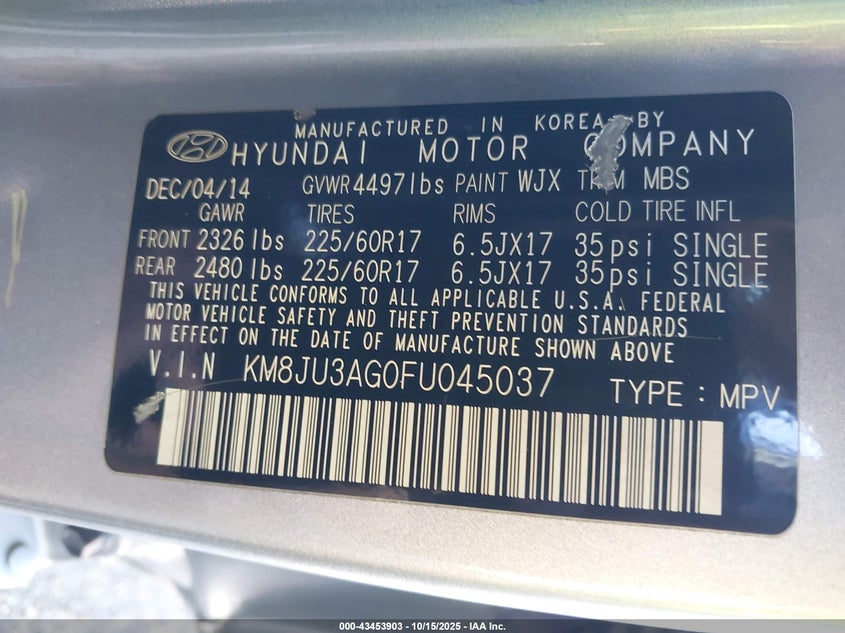 MANUFACTURED IN KOREA BY
HYUNDAI MOTOR COMPANY
DEC/04/14 GVWR 4497lbs PAINT WJX TRIM MBS
GAWR TIRES RIMS COLD TIRE INFL
FRONT 2326 lbs 225/60R17 6.5JX17 35psi SINGLE
REAR 2480 lbs 225/60R17 6.5JX17 35psi SINGLE
THIS VEHICLE CONFORMS TO ALL APPLICABLE U.S.A. FEDERAL
MOTOR VEHICLE SAFETY AND THEFT PREVENTION STANDARDS
IN EFFECT ON THE DATE OF MANUFACTURE SHOWN ABOVE
V.I.N KM8JU3AG0FU045037 TYPE : MPV
000-43453903 - 10/15/2025 - IAA Inc.